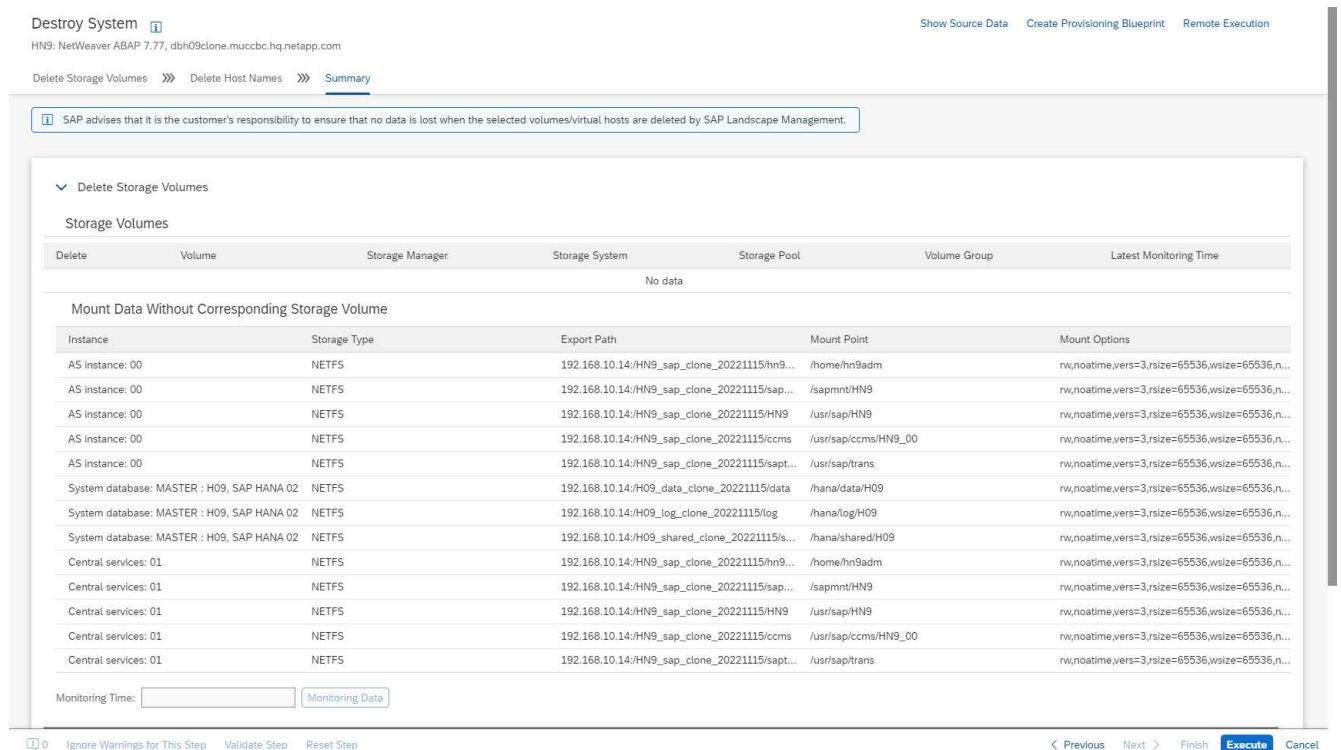 Destroy System
Show Source Data Create Provisioning Blueprint Remote Execution
HN9: NetWeaver ABAP 7.77, dbh09clone.muccbc.hq.netapp.com
Delete Storage Volumes Delete Host Names Summary
SAP advises that it is the customer's responsibility to ensure that no data is lost when the selected volumes/virtual hosts are deleted by SAP Landscape Management.
Delete Storage Volumes
Storage Volumes
Delete Volume Storage Manager Storage System Storage Pool Volume Group Latest Monitoring Time
No data
Mount Data Without Corresponding Storage Volume
Instance Storage Type Export Path Mount Point Mount Options
AS instance: 00 NETFS 192.168.10.14:/HN9_sap_clone_20221115/hn9... /home/hn9adm rw,noatime,vers=3,rsize=65536,wsize=65536,n...
AS instance: 00 NETFS 192.168.10.14:/HN9_sap_clone_20221115/sap... /sapmnt/HN9 rw,noatime,vers=3,rsize=65536,wsize=65536,n...
AS instance: 00 NETFS 192.168.10.14:/HN9_sap_clone_20221115/HN9 /usr/sap/HN9 rw,noatime,vers=3,rsize=65536,wsize=65536,n...
AS instance: 00 NETFS 192.168.10.14:/HN9_sap_clone_20221115/ccms /usr/sap/ccms/HN9_00 rw,noatime,vers=3,rsize=65536,wsize=65536,n...
AS instance: 00 NETFS 192.168.10.14:/HN9_sap_clone_20221115/sapt... /usr/sap/trans rw,noatime,vers=3,rsize=65536,wsize=65536,n...
System database: MASTER : H09, SAP HANA 02 NETFS 192.168.10.14:/H09_data_clone_20221115/data /hana/data/H09 rw,noatime,vers=3,rsize=65536,wsize=65536,n...
System database: MASTER : H09, SAP HANA 02 NETFS 192.168.10.14:/H09_log_clone_20221115/log /hana/log/H09 rw,noatime,vers=3,rsize=65536,wsize=65536,n...
System database: MASTER : H09, SAP HANA 02 NETFS 192.168.10.14:/H09_shared_clone_20221115/s... /hana/shared/H09 rw,noatime,vers=3,rsize=65536,wsize=65536,n...
Central services: 01 NETFS 192.168.10.14:/HN9_sap_clone_20221115/hn9... /home/hn9adm rw,noatime,vers=3,rsize=65536,wsize=65536,n...
Central services: 01 NETFS 192.168.10.14:/HN9_sap_clone_20221115/sap... /sapmnt/HN9 rw,noatime,vers=3,rsize=65536,wsize=65536,n...
Central services: 01 NETFS 192.168.10.14:/HN9_sap_clone_20221115/HN9 /usr/sap/HN9 rw,noatime,vers=3,rsize=65536,wsize=65536,n...
Central services: 01 NETFS 192.168.10.14:/HN9_sap_clone_20221115/ccms /usr/sap/ccms/HN9_00 rw,noatime,vers=3,rsize=65536,wsize=65536,n...
Central services: 01 NETFS 192.168.10.14:/HN9_sap_clone_20221115/sapt... /usr/sap/trans rw,noatime,vers=3,rsize=65536,wsize=65536,n...
Monitoring Time: Monitoring Data
0 Ignore Warnings for This Step Validate Step Reset Step < Previous Next > Finish Execute Cancel